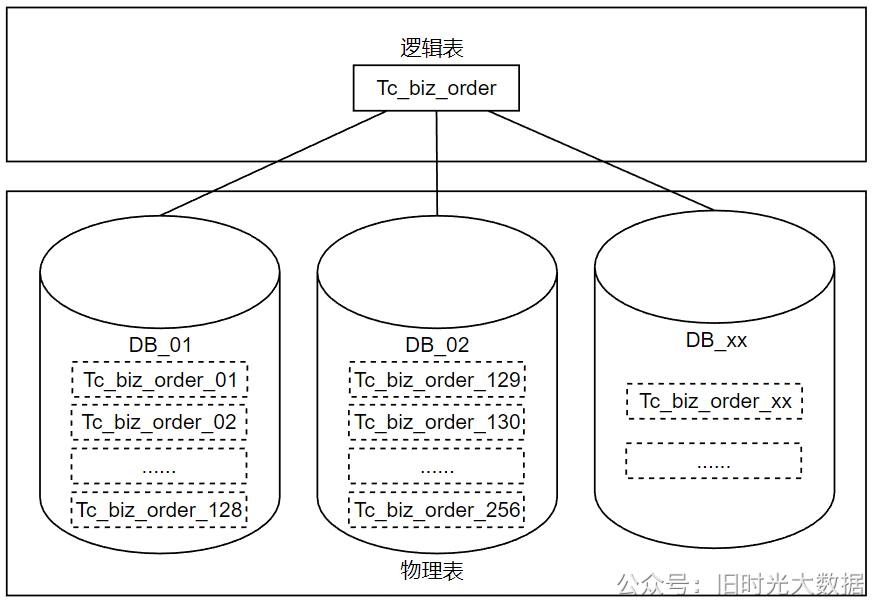 逻辑表
Tc_biz_order
DB_01
Tc_biz_order_01
Tc_biz_order_02
......
Tc_biz_order_128
DB_02
Tc_biz_order_129
Tc_biz_order_130
......
Tc_biz_order_256
DB_xx
Tc_biz_order_xx
......
物理表
公众号：旧时光大数据